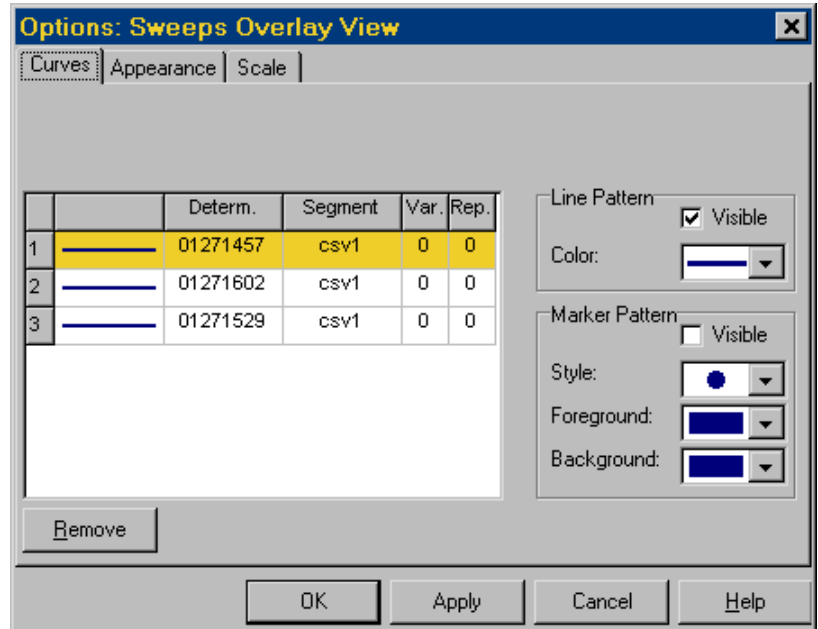 Options: Sweeps Overlay View
Curves Appearance Scale
Determ. Segment Var. Rep.
1 01271457 csv1 0 0
2 01271602 csv1 0 0
3 01271529 csv1 0 0
Remove
Line Pattern
Visible
Color:
Marker Pattern
Visible
Style:
Foreground:
Background:
OK Apply Cancel Help